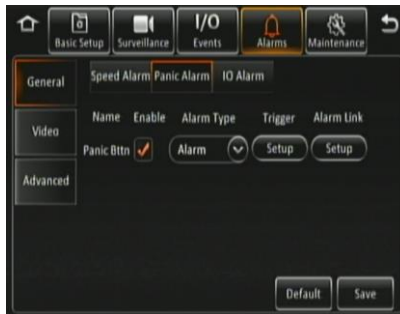 Basic Setup
Surveillance
I/O
Events
Alarms
Maintenance
General
Speed Alarm
Panic Alarm
IO Alarm
Name
Enable
Alarm Type
Trigger
Alarm Link
Video
Panic Bttn
Alarm
Setup
Setup
Advanced
Default
Save